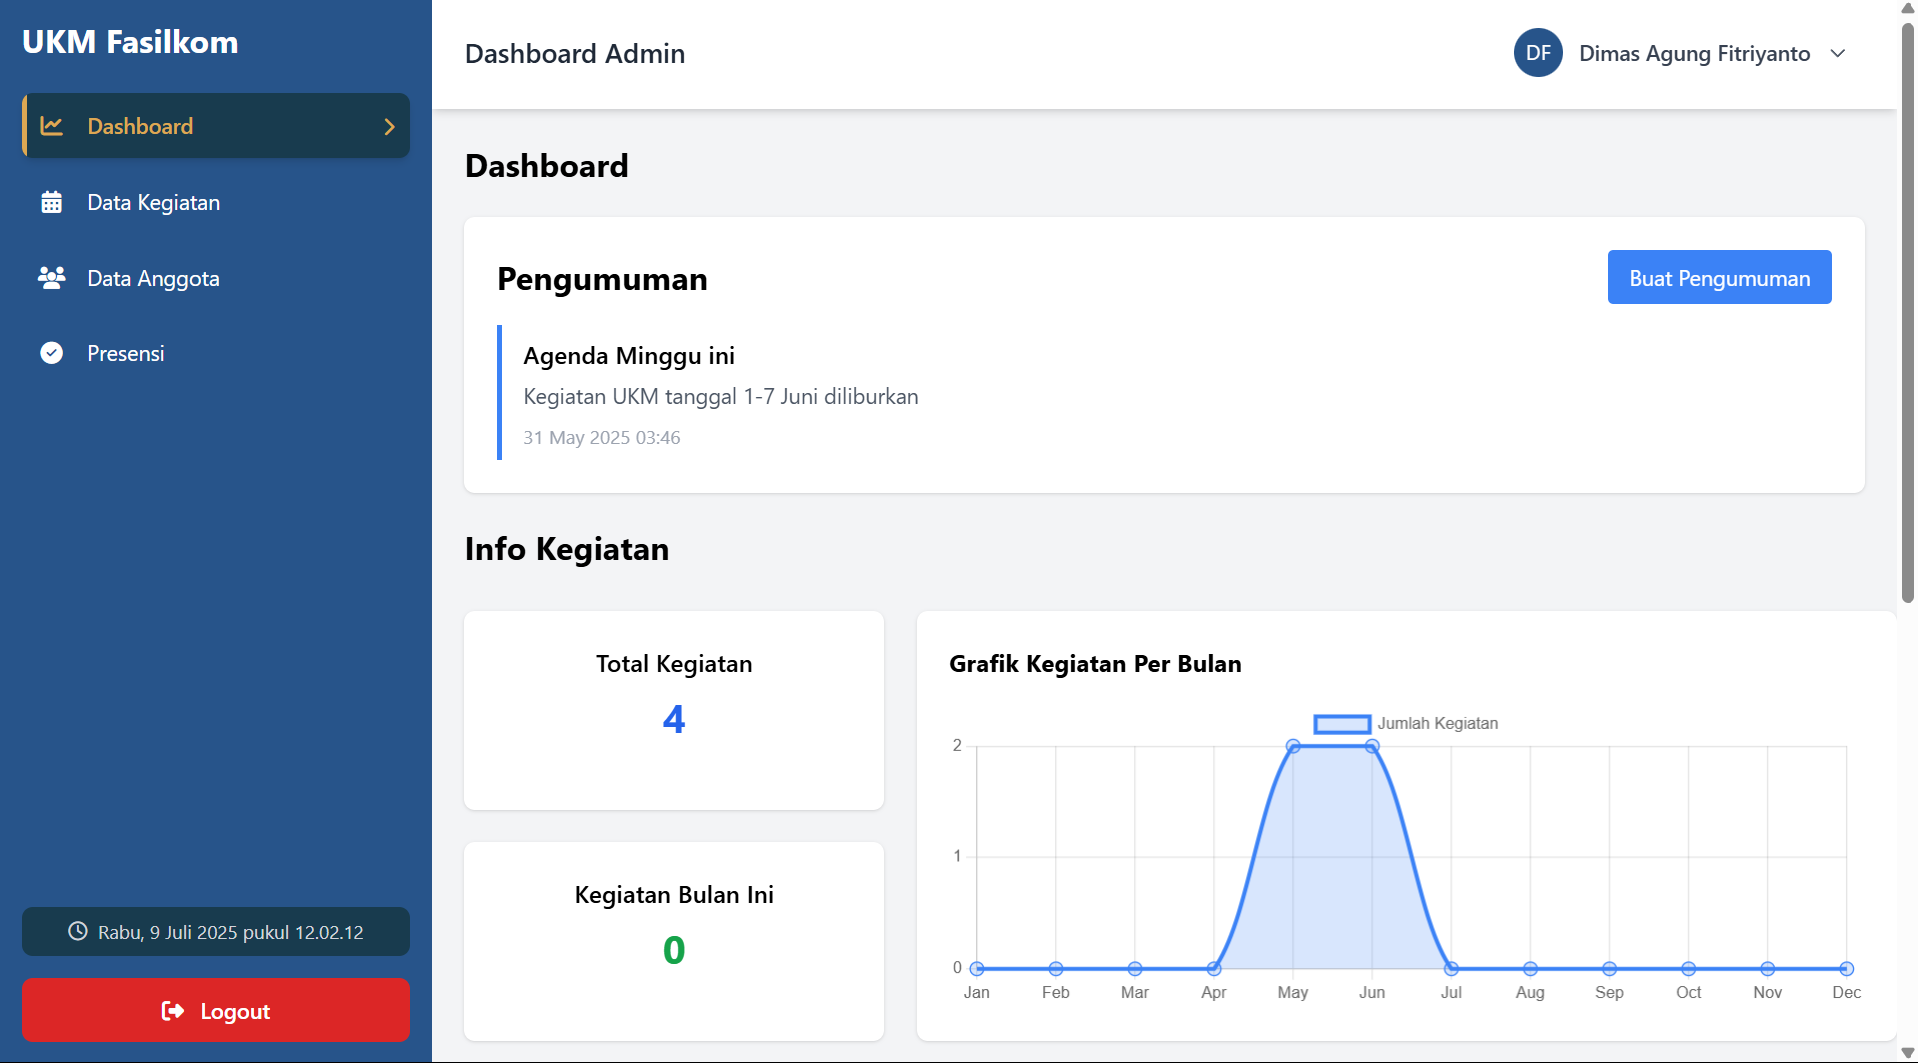 UKM Fasilkom
Dashboard
Data Kegiatan
Data Anggota
Presensi
Rabu, 9 Juli 2025 pukul 12.02.12
Logout
Dashboard Admin
DF
Dimas Agung Fitriyanto
Dashboard
Pengumuman
Buat Pengumuman
Agenda Minggu ini
Kegiatan UKM tanggal 1-7 Juni diliburkan
31 May 2025 03:46
Info Kegiatan
Total Kegiatan
4
Kegiatan Bulan Ini
0
Grafik Kegiatan Per Bulan
Jumlah Kegiatan
2
1
0
Jan Feb Mar Apr May Jun Jul Aug Sep Oct Nov Dec